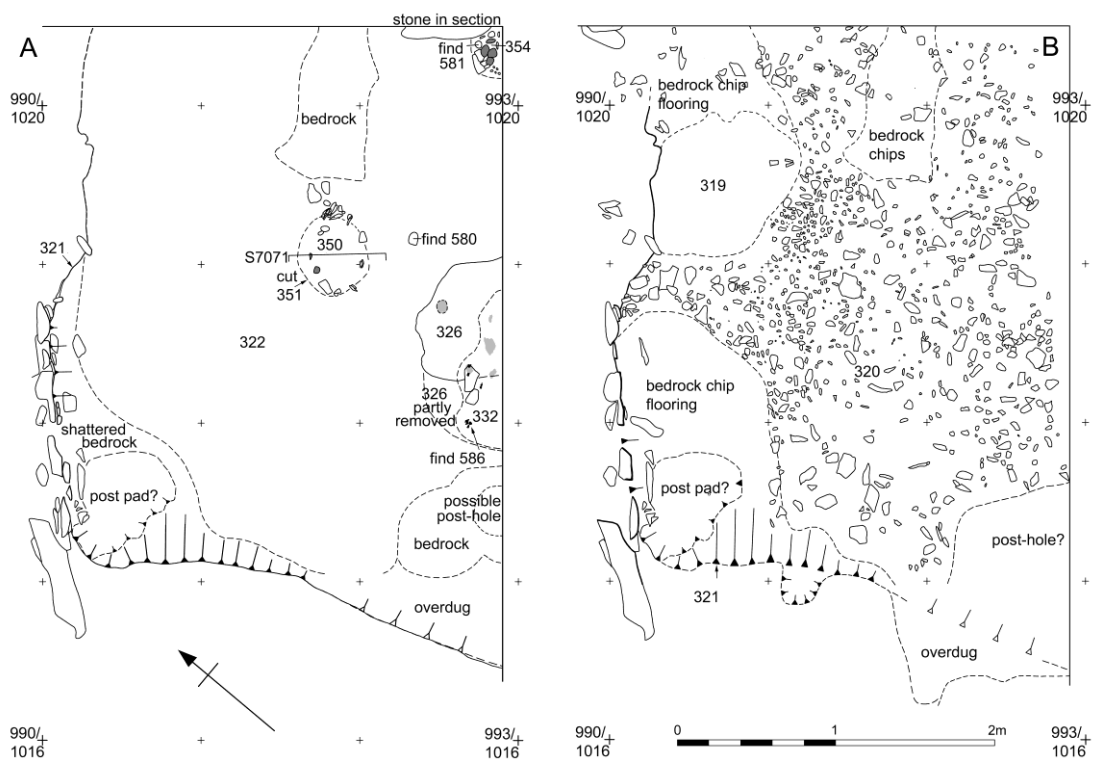 stone in section
A
find
581
354
990/
1020
993/
1020
bedrock
321
350
find 580
S7071
cut
351
322
326
326
partly
removed
332
shattered
bedrock
find 586
post pad?
possible
post-hole
bedrock
overdug
990/
1016
993/
1016
B
990/
1020
993/
1020
bedrock chip
flooring
bedrock
chips
319
320
bedrock chip
flooring
post pad?
post-hole?
321
overdug
990/
1016
993/
1016
0 1 2m